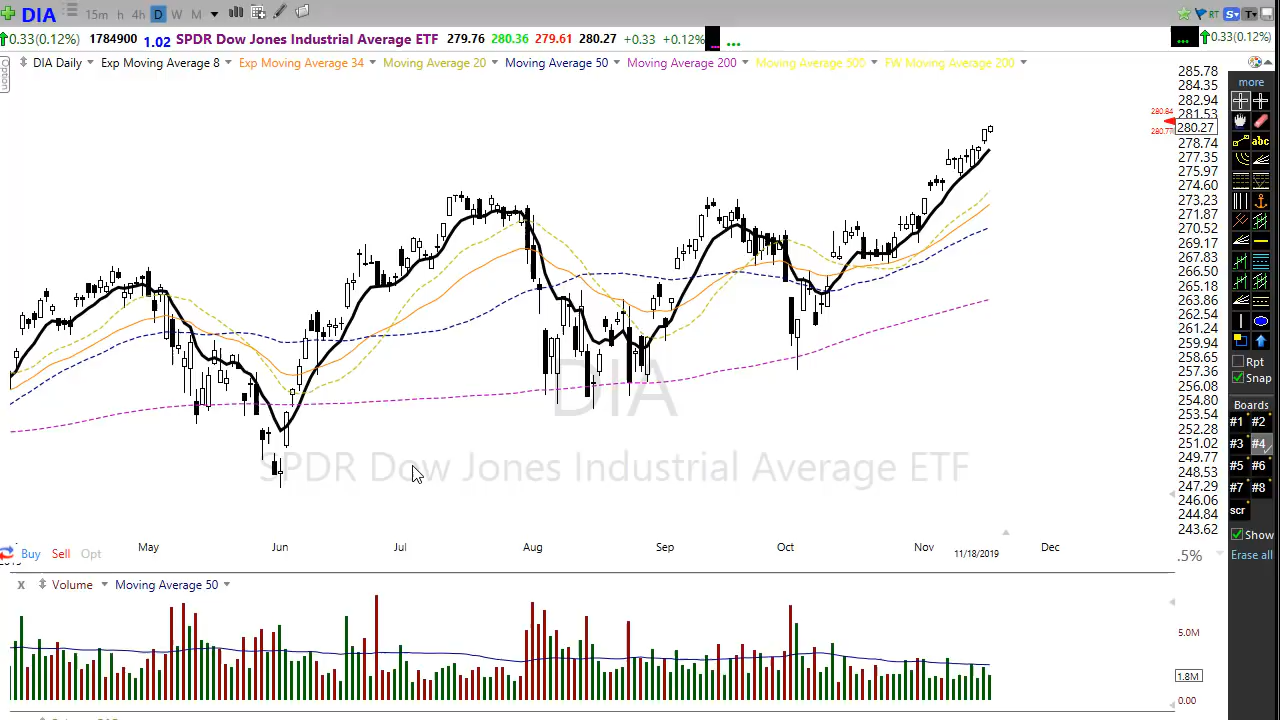 DIA 15m h 4h D W M RT S T
0.33(0.12%) 1784900 1.02 SPDR Dow Jones Industrial Average ETF 279.76 280.36 279.61 280.27 +0.33 +0.12% ... ... 0.33(0.12%)
Option DIA Daily Exp Moving Average 8 Exp Moving Average 34 Moving Average 20 Moving Average 50 Moving Average 200 Moving Average 500 FW Moving Average 200
285.78
284.35
282.94
280.84 281.53
280.77 280.27
278.74
277.35
275.97
274.60
273.23
271.87
270.52
269.17
267.83
266.50
265.18
263.86
262.54
261.24
259.94
258.65
257.36
256.08
254.80
253.54
252.28
251.02
249.77
248.53
247.29
246.06
244.84
243.62
more
abc
Rpt
Snap
Boards
#1 #2
#3 #4
#5 #6
#7 #8
scr
Show
Erase all
DIA
SPDR Dow Jones Industrial Average ETF
May Jun Jul Aug Sep Oct Nov Dec
11/18/2019
Buy Sell Opt .5%
X Volume Moving Average 50
5.0M
1.8M
0.00